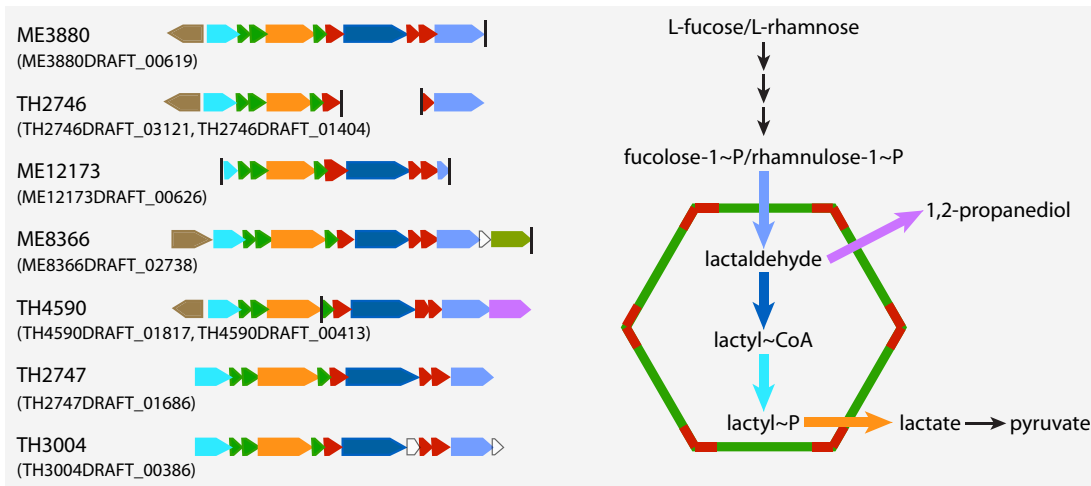 ME3880
(ME3880DRAFT_00619)
TH2746
(TH2746DRAFT_03121, TH2746DRAFT_01404)
ME12173
(ME12173DRAFT_00626)
ME8366
(ME8366DRAFT_02738)
TH4590
(TH4590DRAFT_01817, TH4590DRAFT_00413)
TH2747
(TH2747DRAFT_01686)
TH3004
(TH3004DRAFT_00386)
L-fucose/L-rhamnose
fucolose-1~P/rhamnulose-1~P
1,2-propanediol
lactaldehyde
lactyl~CoA
lactyl~P
lactate
pyruvate